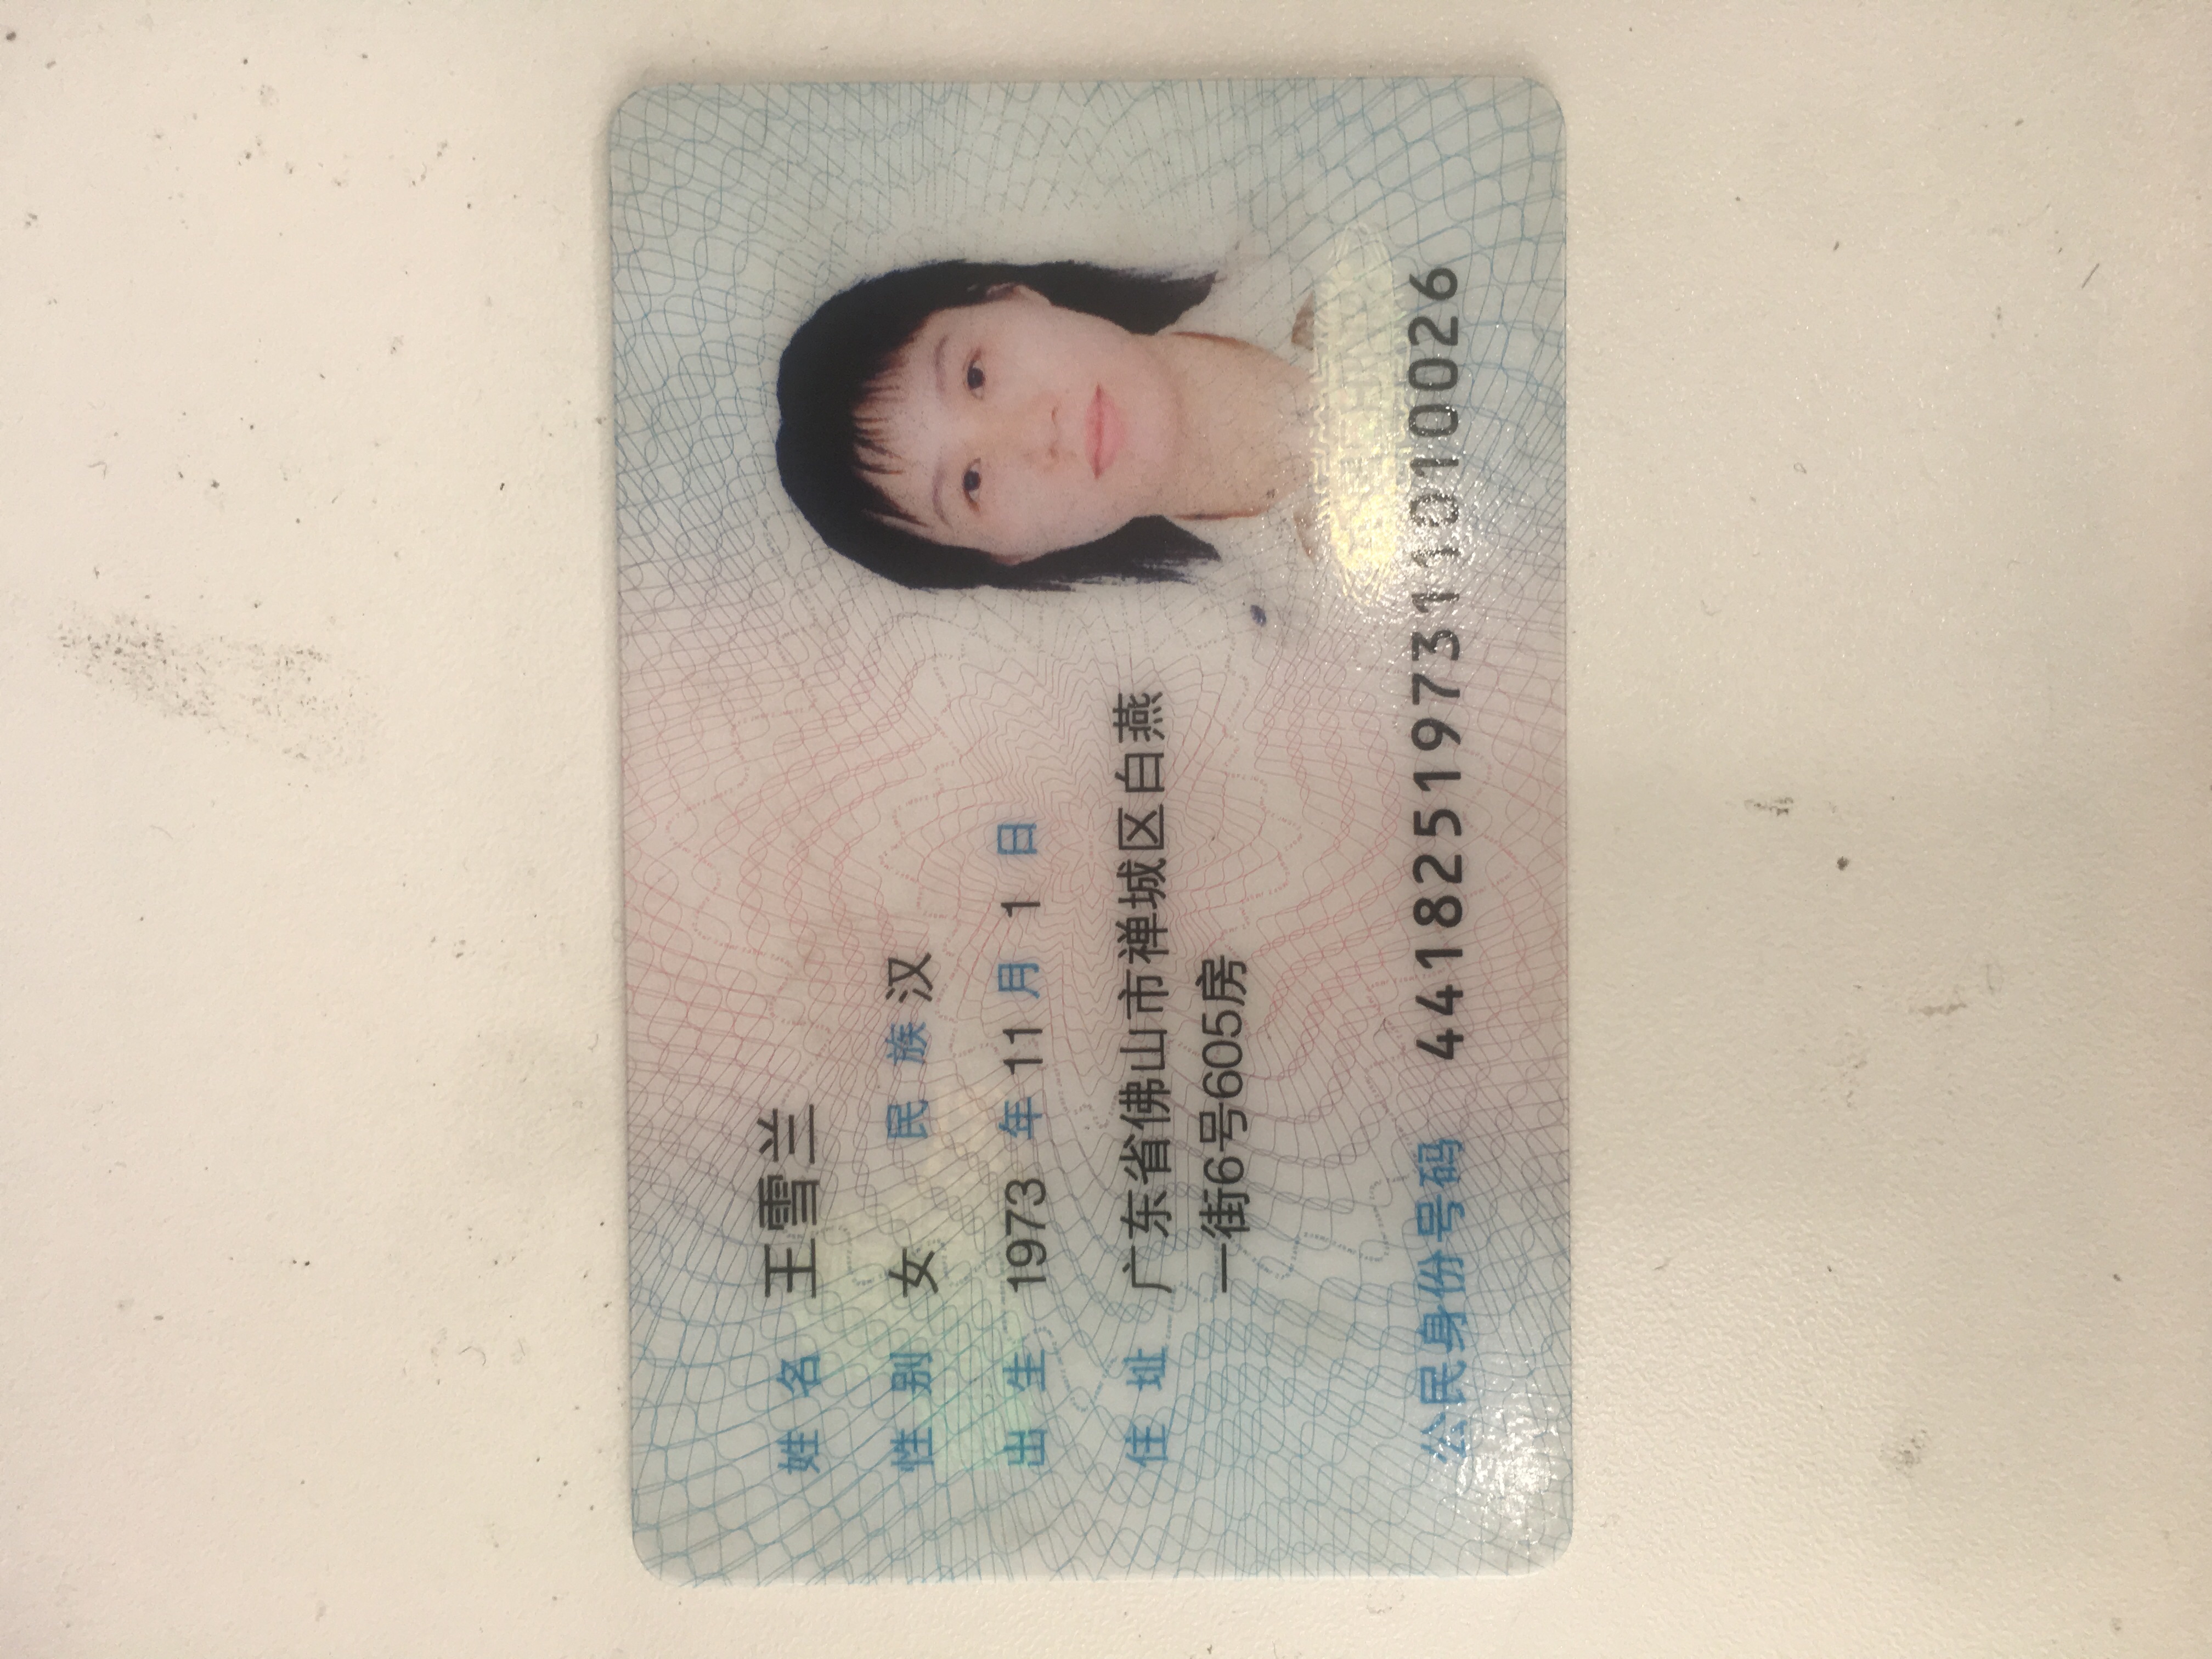 姓名 王雪兰
性别 女 民族 汉
出生 1973 年 11 月 1 日
住址 广东省佛山市禅城区白燕
一街6号605房
公民身份号码 441825197311010026